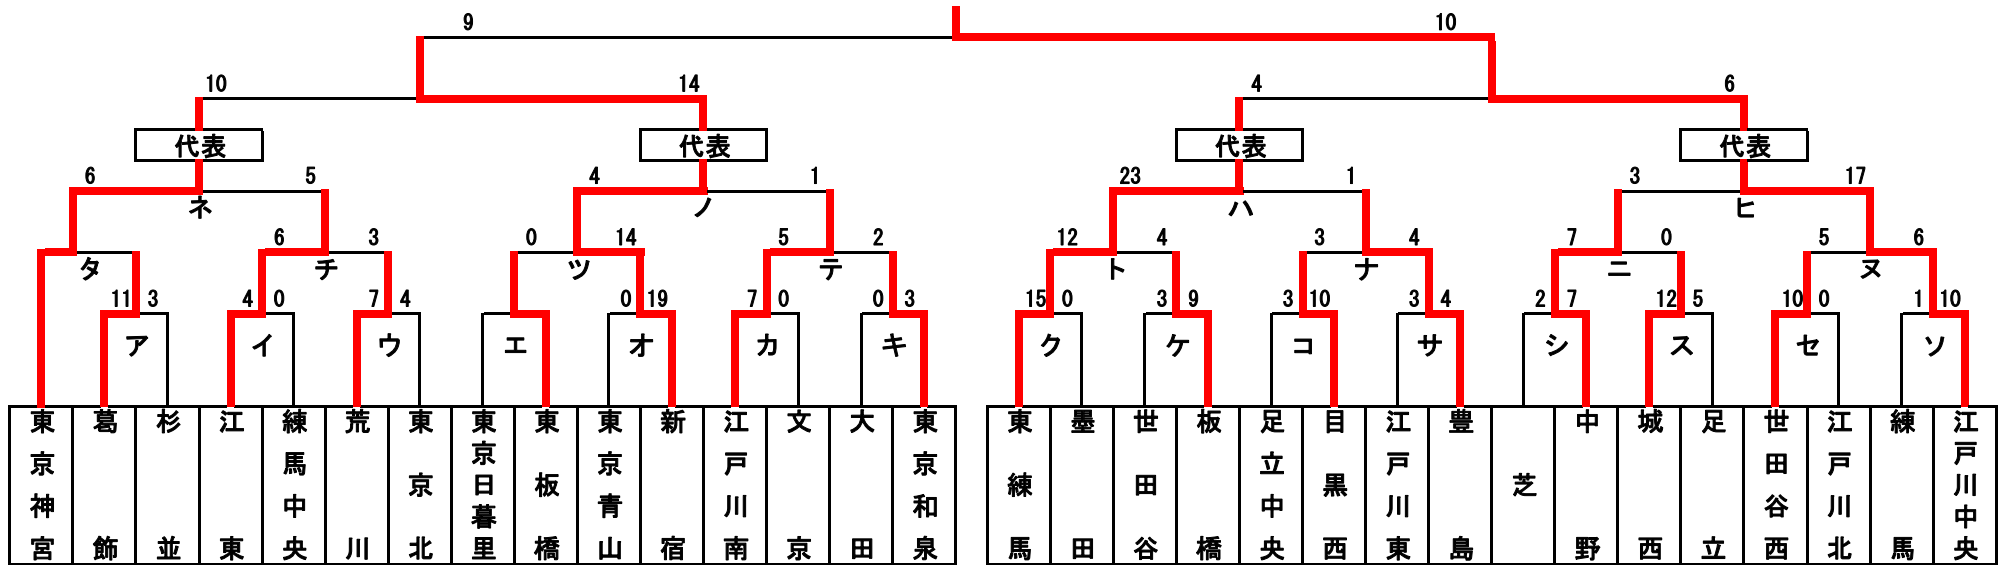 9 10
10 14 4 6
代表 代表 代表 代表
6 5 4 1 23 1 3 17
ネ ノ ハ ヒ
6 3 0 14 5 2 12 4 3 4 7 0 5 6
タ チ ツ テ ト ナ ニ ヌ
11 3 4 0 7 4 0 19 7 0 0 3 15 0 3 9 3 10 3 4 2 7 12 5 10 0 1 10
ア イ ウ エ オ カ キ ク ケ コ サ シ ス セ ソ
東京神宮
葛飾
杉並
江東
練馬中央
荒川
東京北
東京日暮里
東板橋
東京青山
新宿
江戸川南
文京
大田
東京和泉
東練馬
墨田
世田谷
板橋
足立中央
目黒西
江戸川東
豊島
芝
中野
城西
足立
世田谷西
江戸川北
練馬
江戸川中央